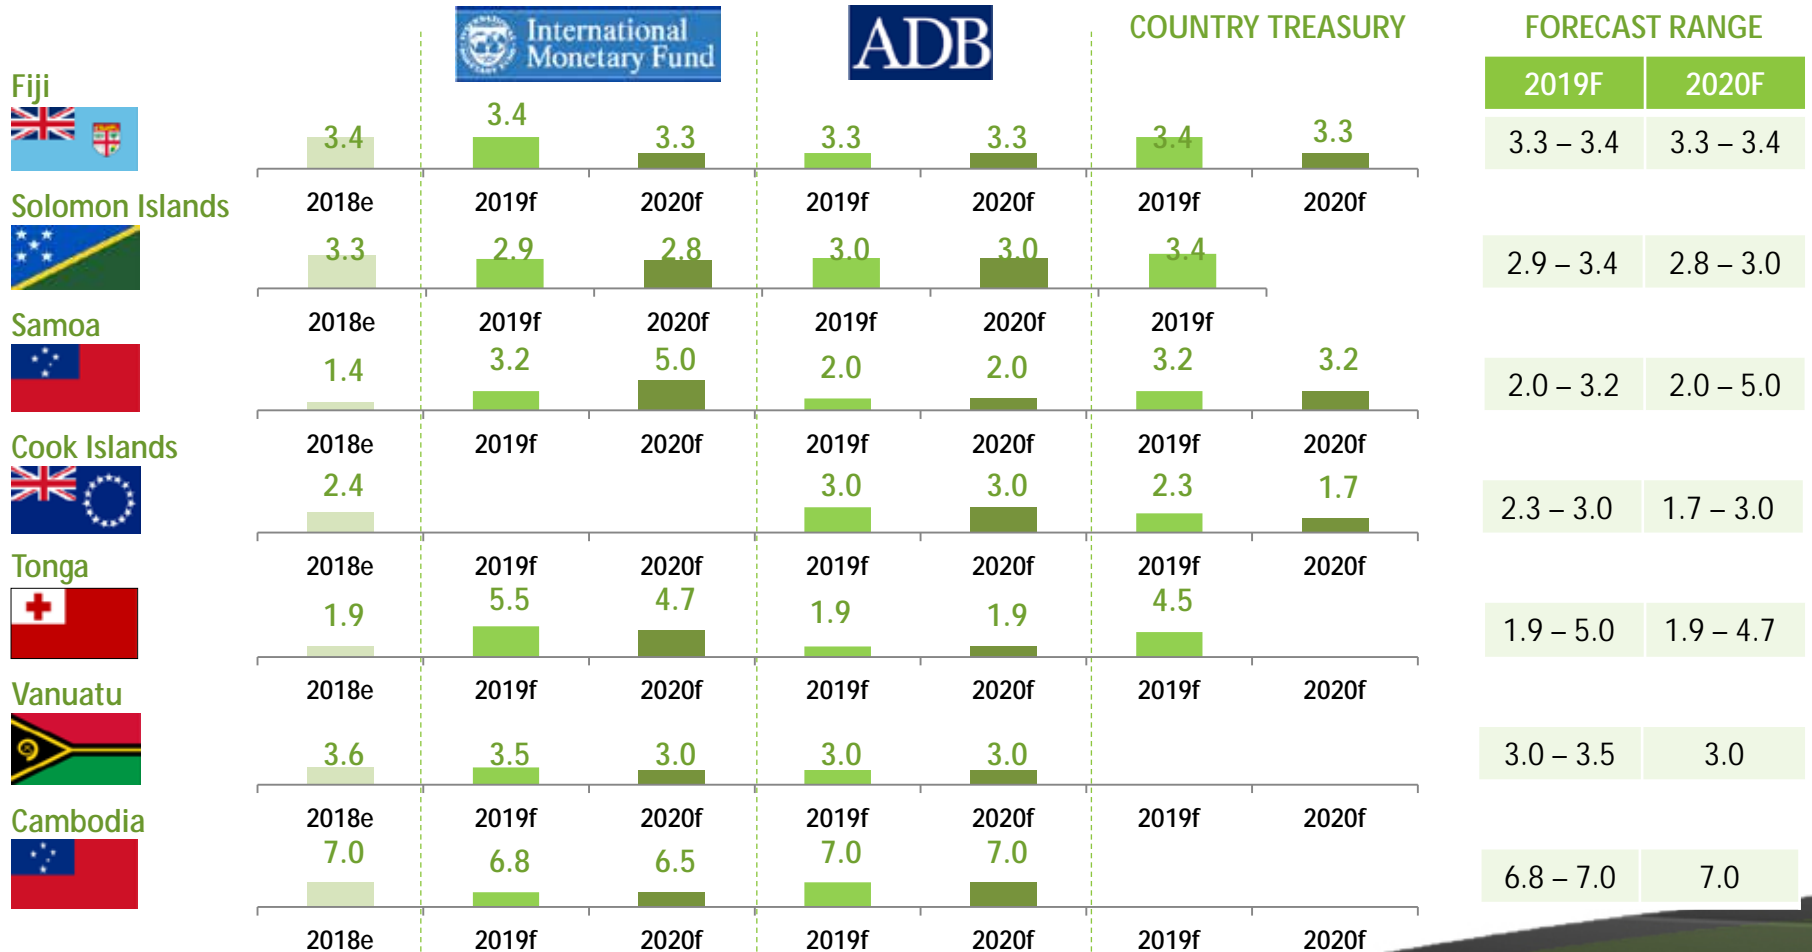 International
Monetary Fund
ADB
COUNTRY TREASURY
FORECAST RANGE
2019F 2020F
Fiji
3.4 3.4 3.3 3.3 3.3 3.4 3.3
3.3 – 3.4 3.3 – 3.4
2018e 2019f 2020f 2019f 2020f 2019f 2020f
Solomon Islands
3.3 2.9 2.8 3.0 3.0 3.4
2.9 – 3.4 2.8 – 3.0
2018e 2019f 2020f 2019f 2020f 2019f
Samoa
1.4 3.2 5.0 2.0 2.0 3.2 3.2
2.0 – 3.2 2.0 – 5.0
2018e 2019f 2020f 2019f 2020f 2019f 2020f
Cook Islands
2.4 3.0 3.0 2.3 1.7
2.3 – 3.0 1.7 – 3.0
2018e 2019f 2020f 2019f 2020f 2019f 2020f
Tonga
1.9 5.5 4.7 1.9 1.9 4.5
1.9 – 5.0 1.9 – 4.7
2018e 2019f 2020f 2019f 2020f 2019f 2020f
Vanuatu
3.6 3.5 3.0 3.0 3.0
3.0 – 3.5 3.0
2018e 2019f 2020f 2019f 2020f 2019f 2020f
Cambodia
7.0 6.8 6.5 7.0 7.0
6.8 – 7.0 7.0
2018e 2019f 2020f 2019f 2020f 2019f 2020f